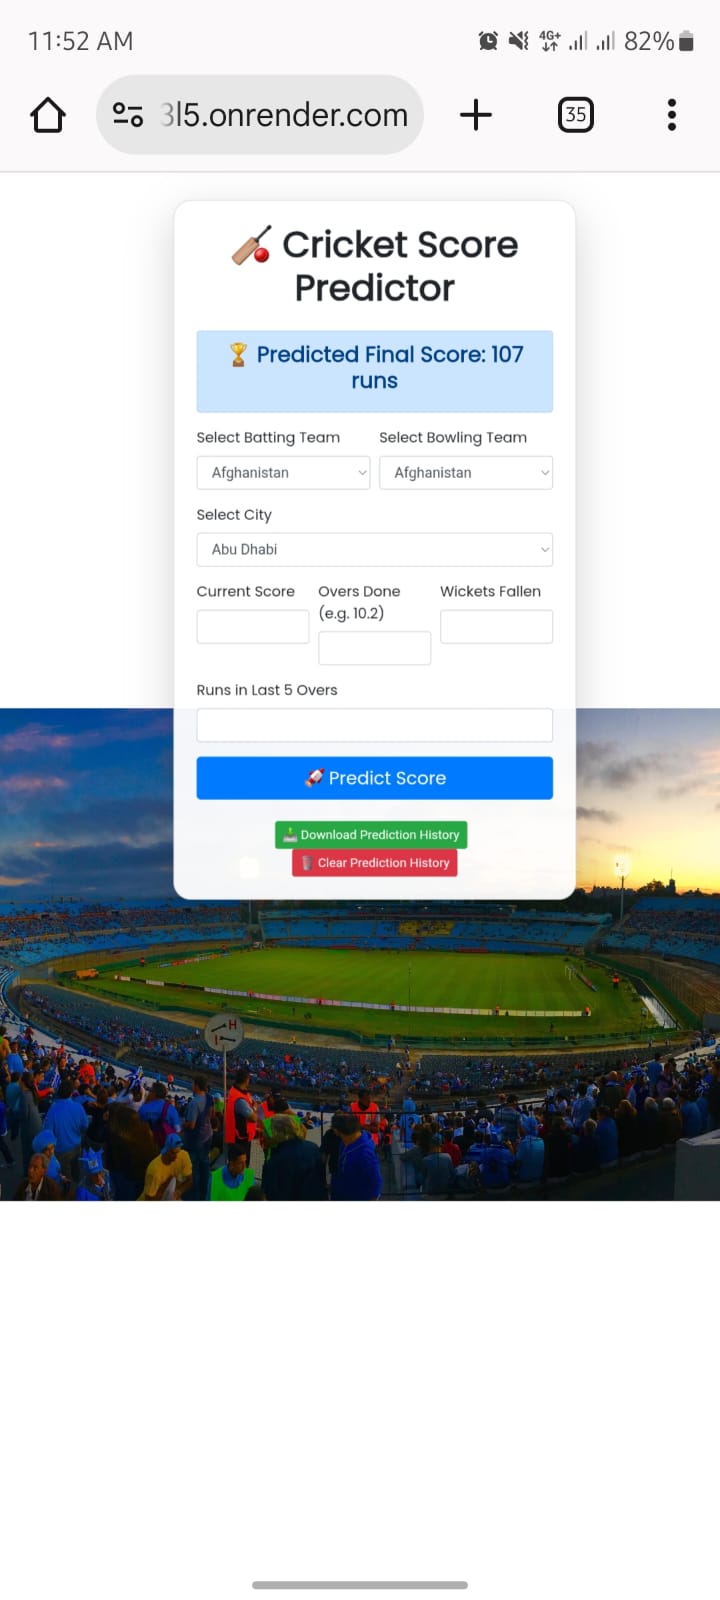 11:52 AM
4G+ 82%
3l5.onrender.com
35
Cricket Score
Predictor
Predicted Final Score: 107
runs
Select Batting Team Select Bowling Team
Afghanistan Afghanistan
Select City
Abu Dhabi
Current Score Overs Done Wickets Fallen
(e.g. 10.2)
Runs in Last 5 Overs
Predict Score
Download Prediction History
Clear Prediction History
H